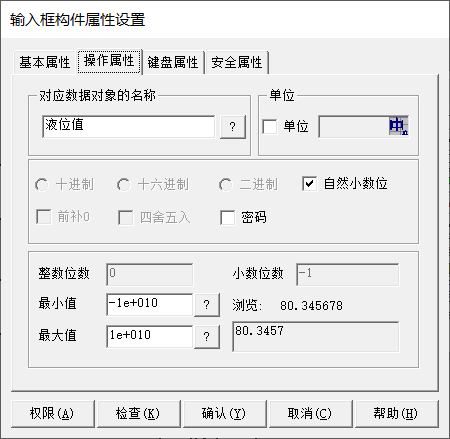 输入框构件属性设置
基本属性 操作属性 键盘属性 安全属性
对应数据对象的名称 单位
液位值 ? 单位 中
十进制 十六进制 二进制 自然小数位
前补0 四舍五入 密码
整数位数 0 小数位数 -1
最小值 -1e+010 ? 浏览: 80.345678
最大值 1e+010 ? 80.3457
权限(A) 检查(K) 确认(Y) 取消(C) 帮助(H)